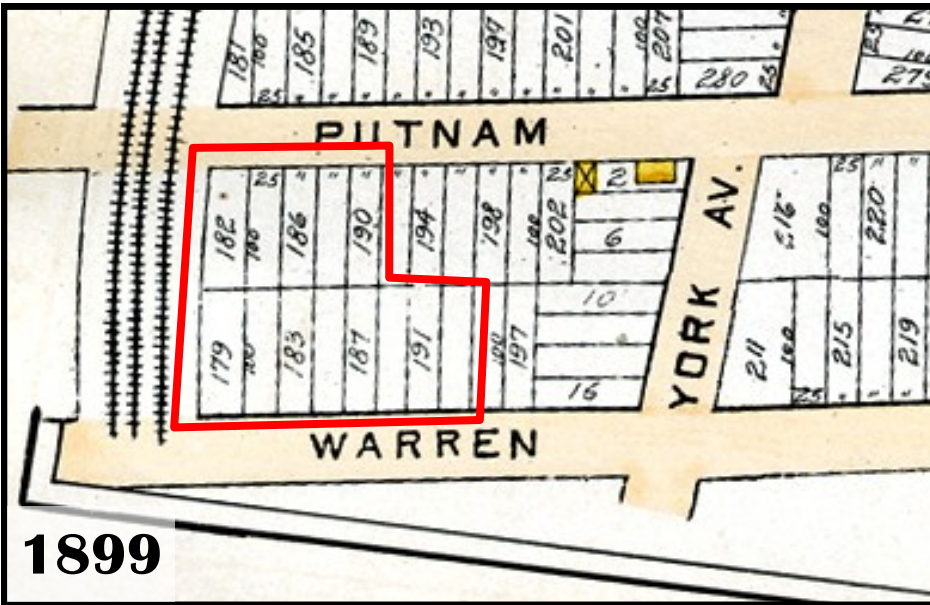 181 100 185 189 193 197 201 100 207 280 25
25 25 279
PUTNAM
25 " " " 25 2 25 " "
182 100 186 190 194 198 100 202 6 216 100 220
10
179 100 183 187 191 100 197 211 100 215 219
16 25 " "
YORK AV.
WARREN
1899